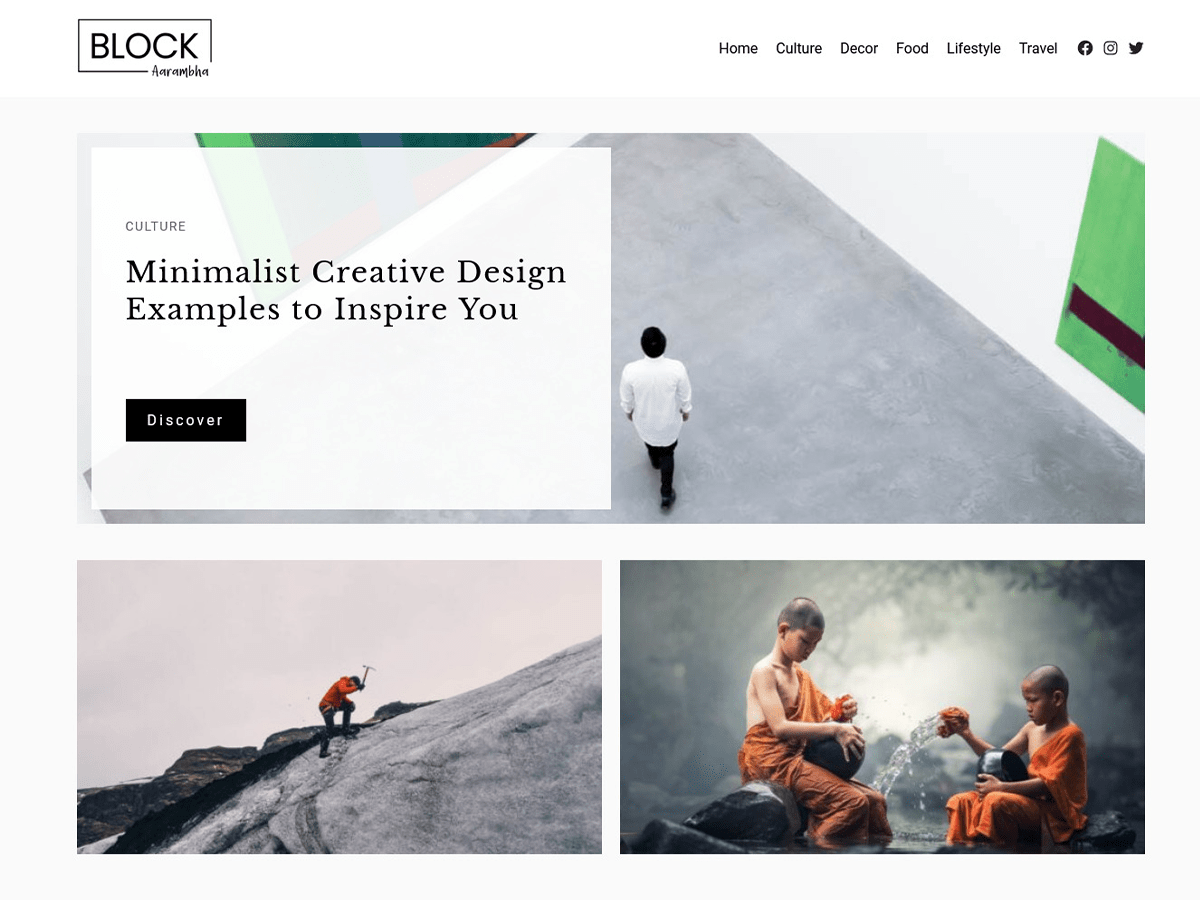 BLOCK
Aarambha
Home Culture Decor Food Lifestyle Travel
CULTURE
Minimalist Creative Design
Examples to Inspire You
Discover